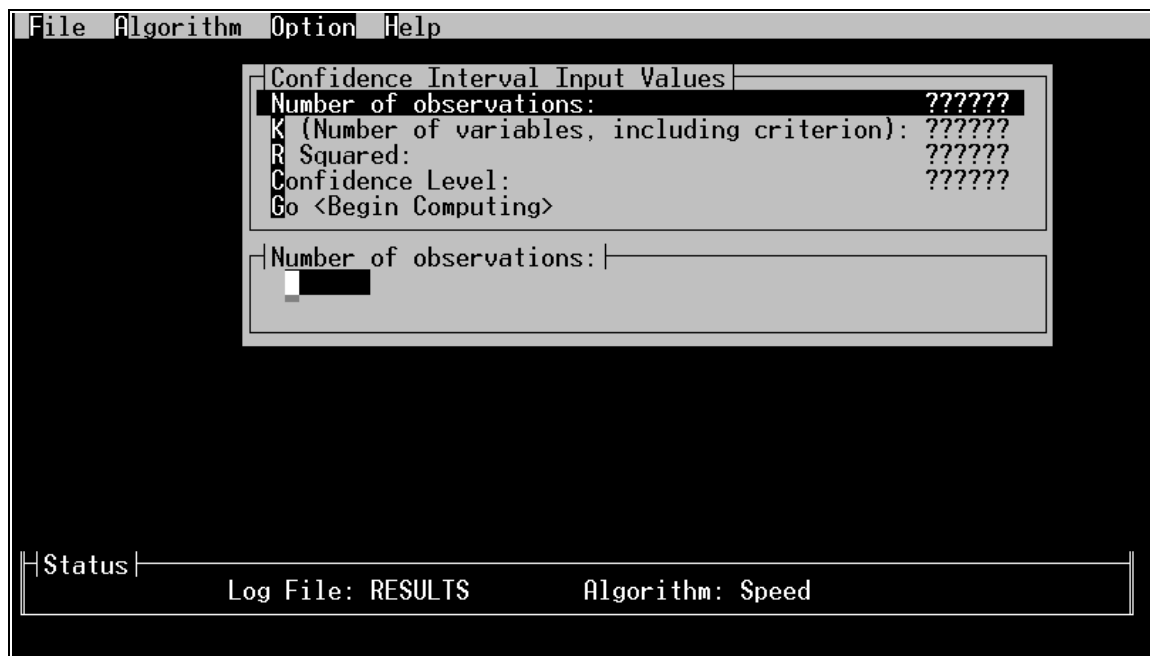 File Algorithm Option Help
Confidence Interval Input Values
Number of observations: ??????
K (Number of variables, including criterion): ??????
R Squared: ??????
Confidence Level: ??????
Go <Begin Computing>
Number of observations:
Status
Log File: RESULTS Algorithm: Speed